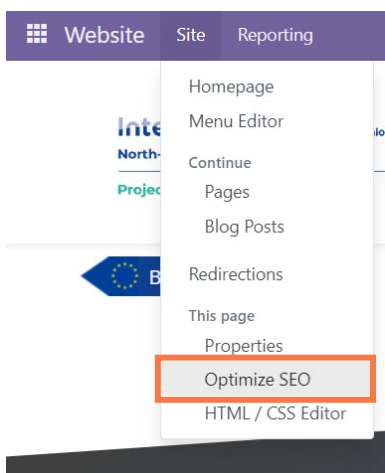 Website Site Reporting
Homepage
Menu Editor
North-
Continue
Pages
Blog Posts
B
Redirections
This page
Properties
Optimize SEO
HTML / CSS Editor